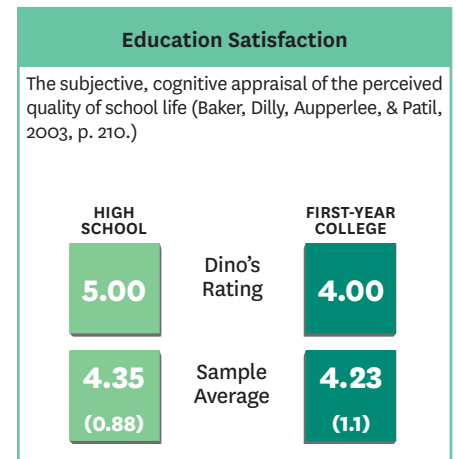 Education Satisfaction
The subjective, cognitive appraisal of the perceived
quality of school life (Baker, Dilly, Aupperlee, & Patil,
2003, p. 210.)
HIGH
SCHOOL
FIRST-YEAR
COLLEGE
5.00
Dino's
Rating
4.00
4.35
(0.88)
Sample
Average
4.23
(1.1)